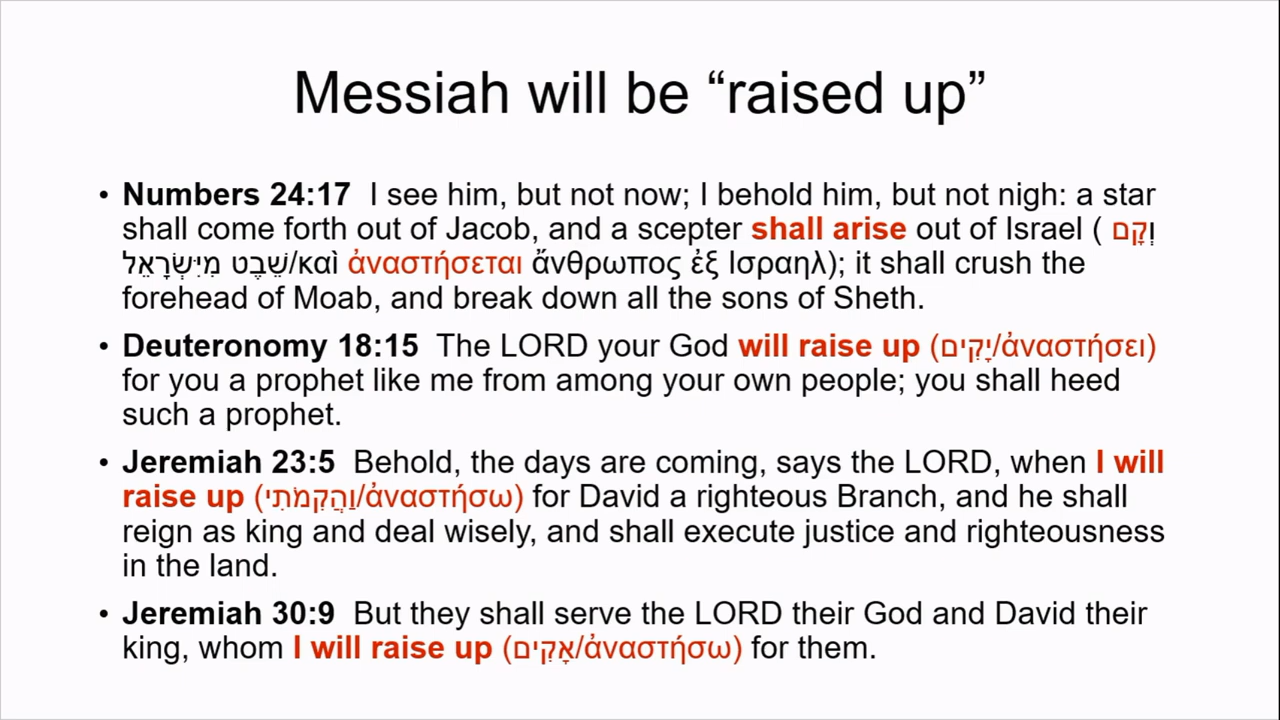 Messiah will be “raised up”
• Numbers 24:17 I see him, but not now; I behold him, but not nigh: a star
shall come forth out of Jacob, and a scepter shall arise out of Israel ( וְקָם
שֵׁבֶט מִיִּשְׂרָאֵל/καὶ ἀναστήσεται ἄνθρωπος ἐξ Ισραηλ); it shall crush the
forehead of Moab, and break down all the sons of Sheth.
• Deuteronomy 18:15 The LORD your God will raise up (יָקִים/ἀναστήσει)
for you a prophet like me from among your own people; you shall heed
such a prophet.
• Jeremiah 23:5 Behold, the days are coming, says the LORD, when I will
raise up (וַהֲקִמֹתִי/ἀναστήσω) for David a righteous Branch, and he shall
reign as king and deal wisely, and shall execute justice and righteousness
in the land.
• Jeremiah 30:9 But they shall serve the LORD their God and David their
king, whom I will raise up (אָקִים/ἀναστήσω) for them.